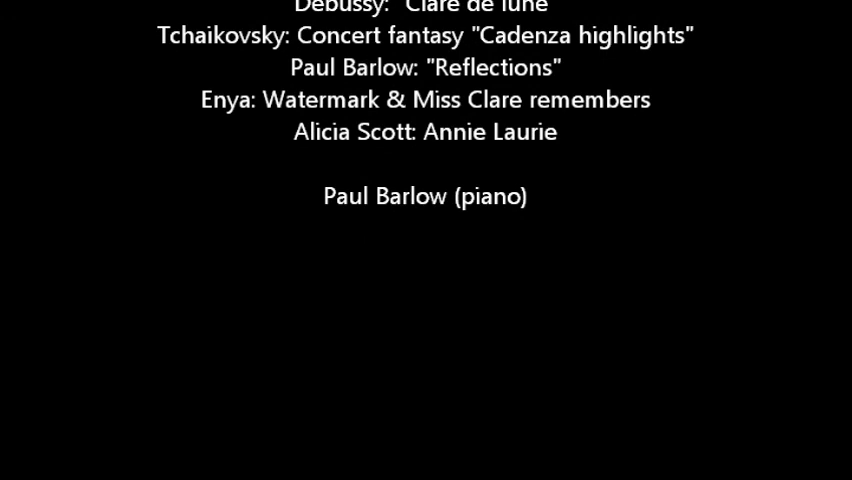 Debussy: "Clare de lune
Tchaikovsky: Concert fantasy "Cadenza highlights"
Paul Barlow: "Reflections"
Enya: Watermark & Miss Clare remembers
Alicia Scott: Annie Laurie
Paul Barlow (piano)